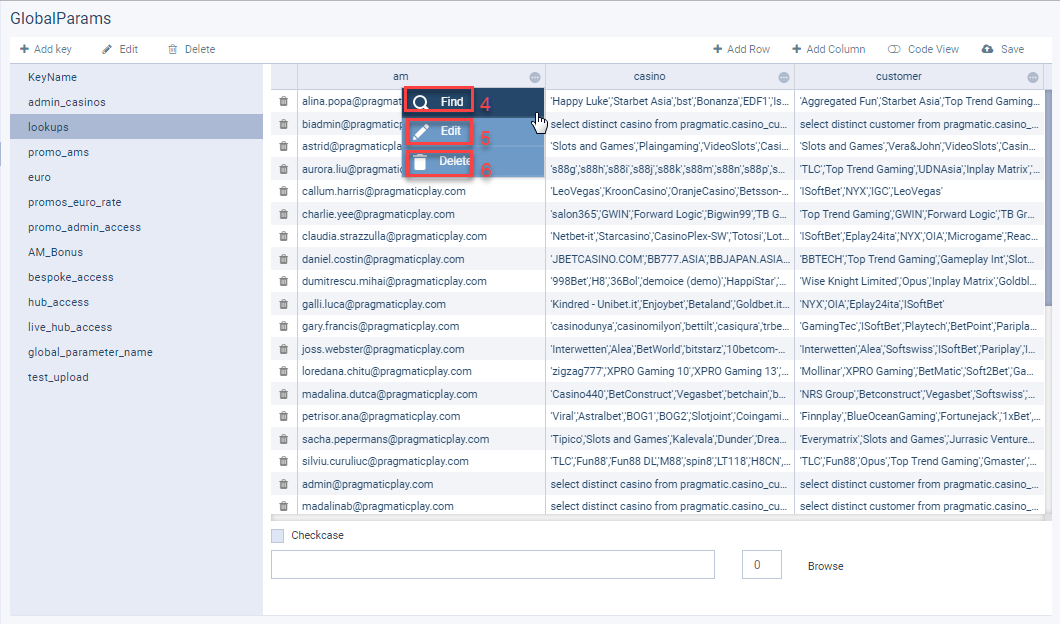 GlobalParams
Add key Edit Delete Add Row Add Column Code View Save
KeyName
admin_casinos
lookups
promo_ams
euro
promos_euro_rate
promo_admin_access
AM_Bonus
bespoke_access
hub_access
live_hub_access
global_parameter_name
test_upload
am casino customer
Find 4
Edit 5
Delete 6
alina.popa@pragmat 'Happy Luke','Starbet Asia','bst','Bonanza','EDF1','Is... 'Aggregated Fun','Starbet Asia','Top Trend Gaming...
biadmin@pragmaticp select distinct casino from pragmatic.casino_cu... select distinct customer from pragmatic.casino_...
astrid@pragmaticpla 'Slots and Games','Plaingaming','VideoSlots','Casi... 'Slots and Games','Vera&John','VideoSlots','Casin...
aurora.liu@pragmatic 's88g','s88h','s88i','s88j','s88k','s88m','s88n','s88p','s... 'TLC','Top Trend Gaming','UDNAsia','Inplay Matrix','...
callum.harris@pragmaticplay.com 'LeoVegas','KroonCasino','OranjeCasino','Betsson-... 'ISoftBet','NYX','IGC','LeoVegas'
charlie.yee@pragmaticplay.com 'salon365','GWIN','Forward Logic','Bigwin99','TB G... 'Top Trend Gaming','GWIN','Forward Logic','TB Gr...
claudia.strazzulla@pragmaticplay.com 'Netbet-it','Starcasino','CasinoPlex-SW','Totosi','Lot... 'ISoftBet','Eplay24ita','NYX','OIA','Microgame','Reac...
daniel.costin@pragmaticplay.com 'JBETCASINO.COM','BB777.ASIA','BBJAPAN.ASIA... 'BBTECH','Top Trend Gaming','Gameplay Int','Slot...
dumitrescu.mihai@pragmaticplay.com '998Bet','H8','36Bol','demoice (demo)','HappiStar',... 'Wise Knight Limited','Opus','Inplay Matrix','Goldbl...
galli.luca@pragmaticplay.com 'Kindred - Unibet.it','Enjoybet','Betaland','Goldbet.it... 'NYX','OIA','Eplay24ita','ISoftBet'
gary.francis@pragmaticplay.com 'casinodunya','casinomilyon','bettilt','casiqura','trbe... 'GamingTec','ISoftBet','Playtech','BetPoint','Paripla...
joss.webster@pragmaticplay.com 'Interwetten','Alea','BetWorld','bitstarz','10betcom-... 'Interwetten','Alea','Softswiss','ISoftBet','Pariplay','I...
loredana.chitu@pragmaticplay.com 'zigzag777','XPRO Gaming 10','XPRO Gaming 13','... 'Mollinar','XPRO Gaming','BetMatic','Soft2Bet','Ga...
madalina.dutca@pragmaticplay.com 'Casino440','BetConstruct','Vegasbet','betchain','b... 'NRS Group','Betconstruct','Vegasbet','Softswiss',...
petrisor.ana@pragmaticplay.com 'Viral','Astralbet','BOG1','BOG2','Slotjoint','Coingami... 'Finnplay','BlueOceanGaming','Fortunejack','1xBet',...
sacha.pepermans@pragmaticplay.com 'Tipico','Slots and Games','Kalevala','Dunder','Drea... 'Everymatrix','Slots and Games','Jurrasic Venture...
silviu.curuliuc@pragmaticplay.com 'TLC','Fun88','Fun88 DL','M88','spin8','LT118','H8CN',... 'TLC','Fun88','Opus','Top Trend Gaming','Gmaster',...
admin@pragmaticplay.com select distinct casino from pragmatic.casino_cu... select distinct customer from pragmatic.casino_...
madalinab@pragmaticplay.com select distinct casino from pragmatic.casino_cu... select distinct customer from pragmatic.casino_...
Checkcase
0 Browse